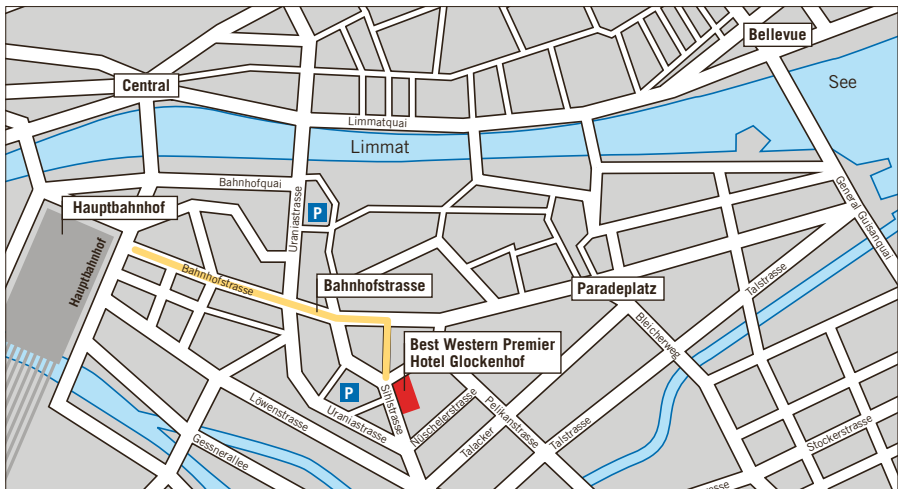 Bellevue
Central
See
Limmatquai
Limmat
Bahnhofquai
General Guisanquai
Hauptbahnhof
P
Uraniastrasse
Hauptbahnhof
Bahnhofstrasse
Bahnhofstrasse
Paradeplatz
Talstrasse
Bleicherweg
Best Western Premier
Hotel Glockenhof
P
Sihlstrasse
Löwenstrasse
Uraniastrasse
Nüschelerstrasse
Pelikanstrasse
Talacker
Talstrasse
Gessnerallee
Stockerstrasse